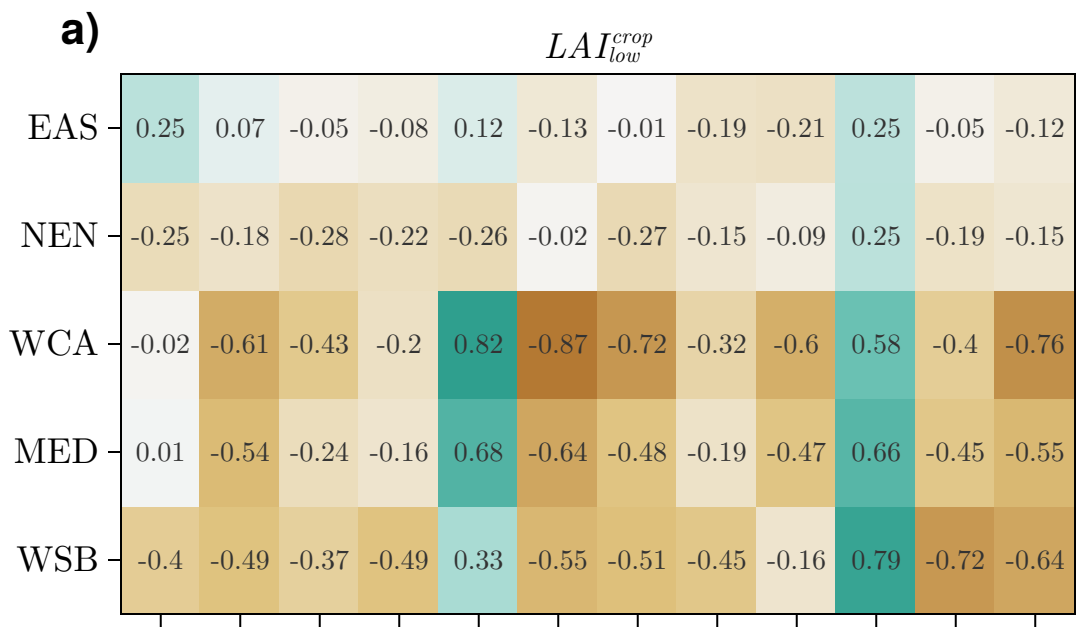 a)
LAI_{low}^{crop}
EAS 0.25 0.07 -0.05 -0.08 0.12 -0.13 -0.01 -0.19 -0.21 0.25 -0.05 -0.12
NEN -0.25 -0.18 -0.28 -0.22 -0.26 -0.02 -0.27 -0.15 -0.09 0.25 -0.19 -0.15
WCA -0.02 -0.61 -0.43 -0.2 0.82 -0.87 -0.72 -0.32 -0.6 0.58 -0.4 -0.76
MED 0.01 -0.54 -0.24 -0.16 0.68 -0.64 -0.48 -0.19 -0.47 0.66 -0.45 -0.55
WSB -0.4 -0.49 -0.37 -0.49 0.33 -0.55 -0.51 -0.45 -0.16 0.79 -0.72 -0.64